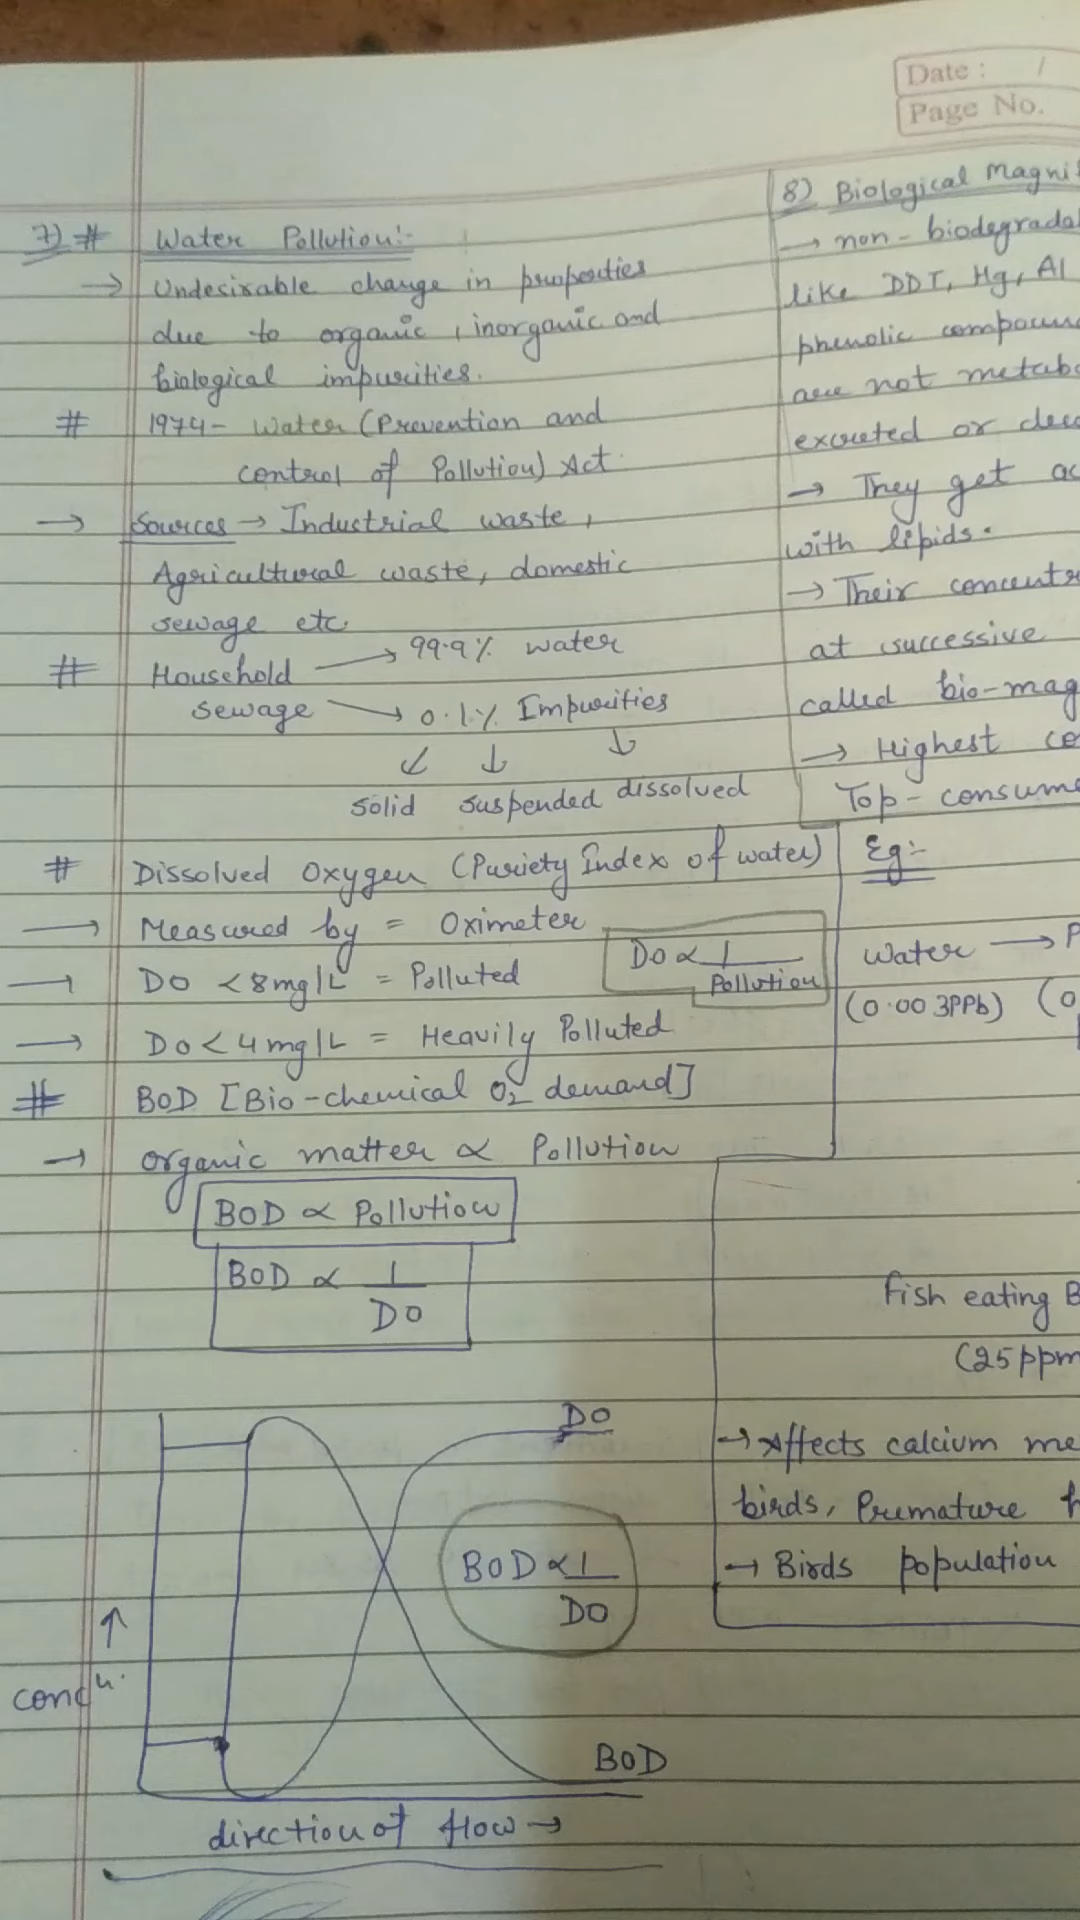 Date : /
Page No.
7) # Water Pollution:-
→ Undesirable change in properties
due to organic, inorganic and
biological impurities.
# 1974- Water (Prevention and
control of Pollution) Act.
→ Sources → Industrial waste,
Agricultural waste, domestic
sewage etc.
# Household → 99.9% water
sewage → 0.1% Impurities
↙ ↓ ↓
solid suspended dissolved
# Dissolved Oxygen (Puriety Index of water)
→ Measured by = Oximeter
Do ∝ 1/Pollution
→ DO <8mg/L = Polluted
→ Do<4mg/L = Heavily Polluted
# BOD [Bio-chemical O2 demand]
→ organic matter ∝ Pollution
BOD ∝ Pollution
BOD ∝ 1/DO
DO
BOD ∝ 1/DO
↑
concn.
BOD
direction of flow →
8) Biological Magni
→ non-biodegrada
like DDT, Hg, Al
phenolic compoun
are not metabo
excreted or dec
→ They get ac
with lipids.
→ Their concentr
at successive
called bio-mag
→ Highest co
Top-consume
Eg:-
Water → P
(0.003PPb) (0
fish eating B
(25ppm
→ Affects calcium me
birds, Premature h
→ Birds population